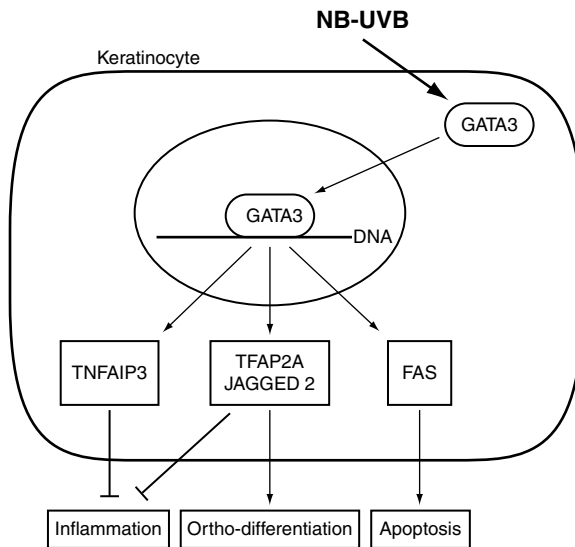 NB-UVB
Keratinocyte
GATA3
GATA3
DNA
TNFAIP3
TFAP2A
JAGGED 2
FAS
Inflammation
Ortho-differentiation
Apoptosis